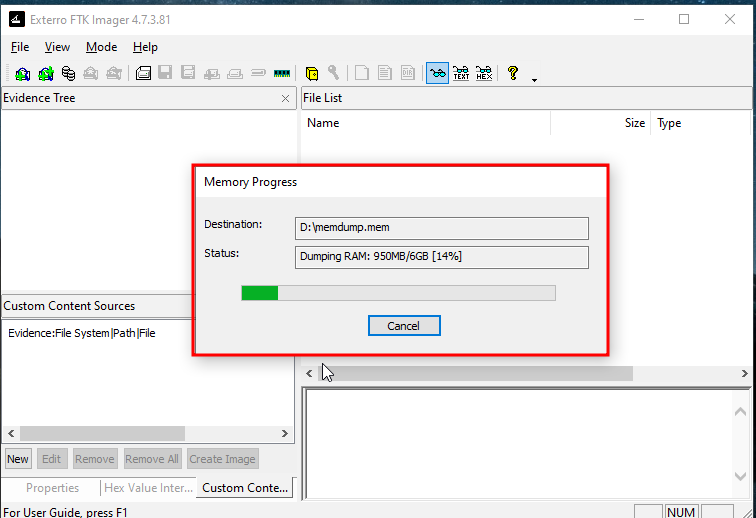 Exterro FTK Imager 4.7.3.81
File View Mode Help
TEXT HEX
Evidence Tree
File List
Name Size Type
Memory Progress
Destination: D:\memdump.mem
Status: Dumping RAM: 950MB/6GB [14%]
Cancel
Custom Content Sources
Evidence:File System|Path|File
New Edit Remove Remove All Create Image
Properties Hex Value Inter... Custom Conte...
For User Guide, press F1
NUM